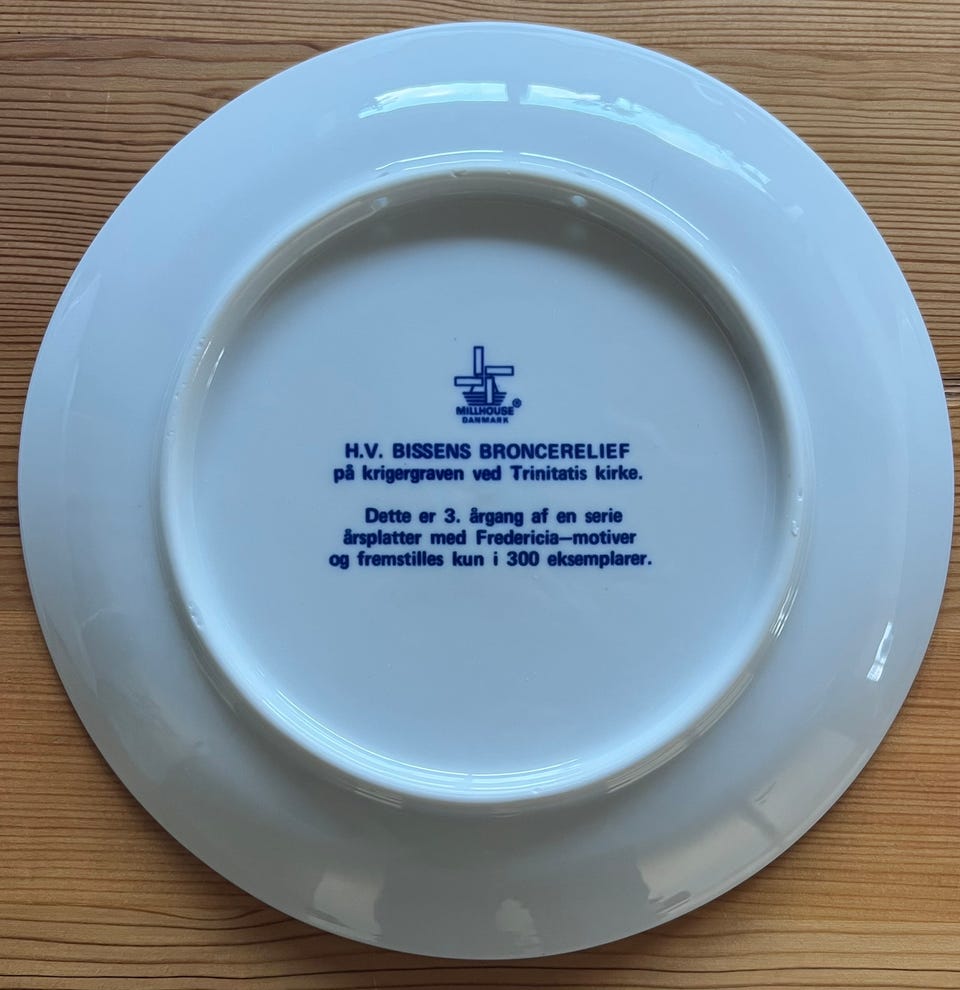 MILLHOUSE®
DANMARK
H.V. BISSENS BRONCERELIEF
på krigergraven ved Trinitatis kirke.
Dette er 3. årgang af en serie
årsplatter med Fredericia—motiver
og fremstilles kun i 300 eksemplarer.